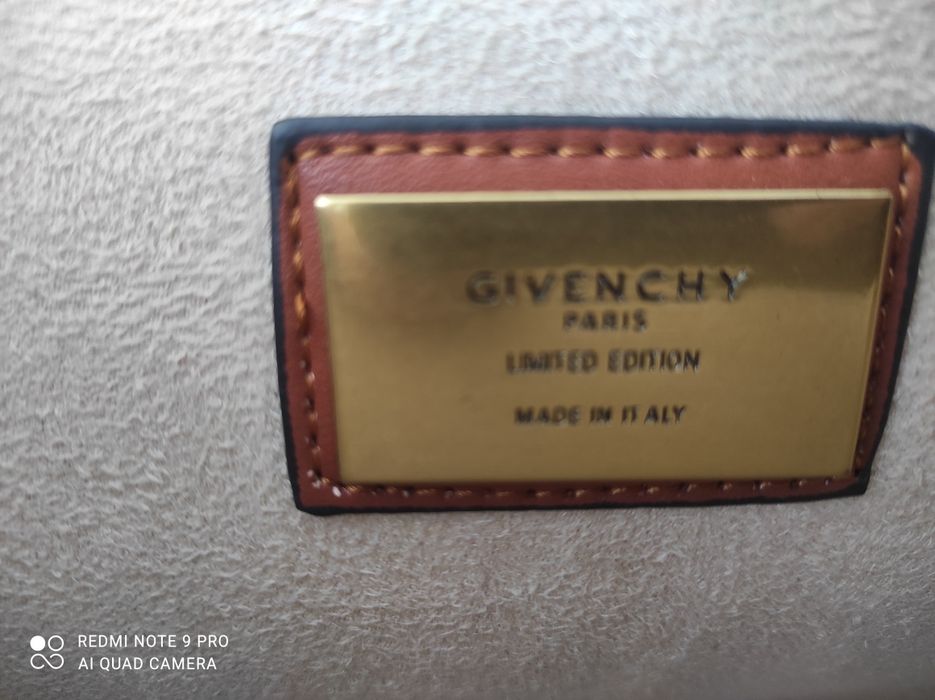 GIVENCHY
PARIS
LIMITED EDITION
MADE IN ITALY
REDMI NOTE 9 PRO
AI QUAD CAMERA